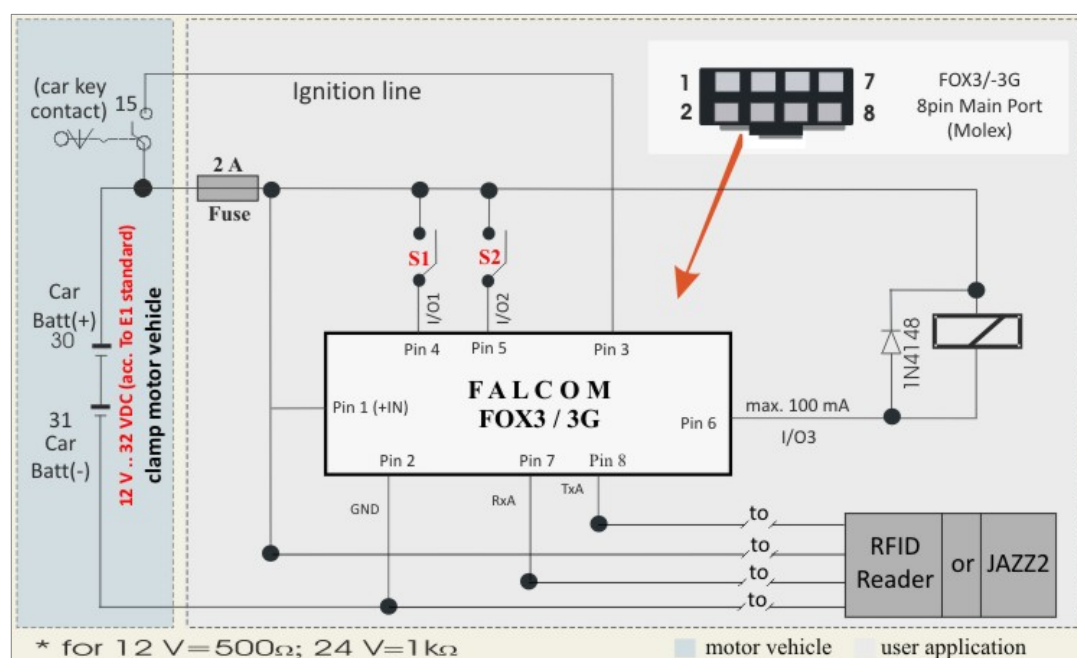 (car key
contact)
15
Ignition line
1
7
2
8
FOX3/-3G
8pin Main Port
(Molex)
2 A
Fuse
S1
S2
I/O1
I/O2
Car
Batt(+)
30
31
Car
Batt(-)
12 V .. 32 VDC (acc. To E1 standard)
clamp motor vehicle
Pin 4
Pin 5
Pin 3
FALCOM
FOX3 / 3G
Pin 1 (+IN)
Pin 6
Pin 2
Pin 7
Pin 8
max. 100 mA
I/O3
1N4148
GND
RxA
TxA
to
to
to
to
RFID
Reader
or
JAZZ2
* for 12 V=500Ω; 24 V=1kΩ
motor vehicle
user application